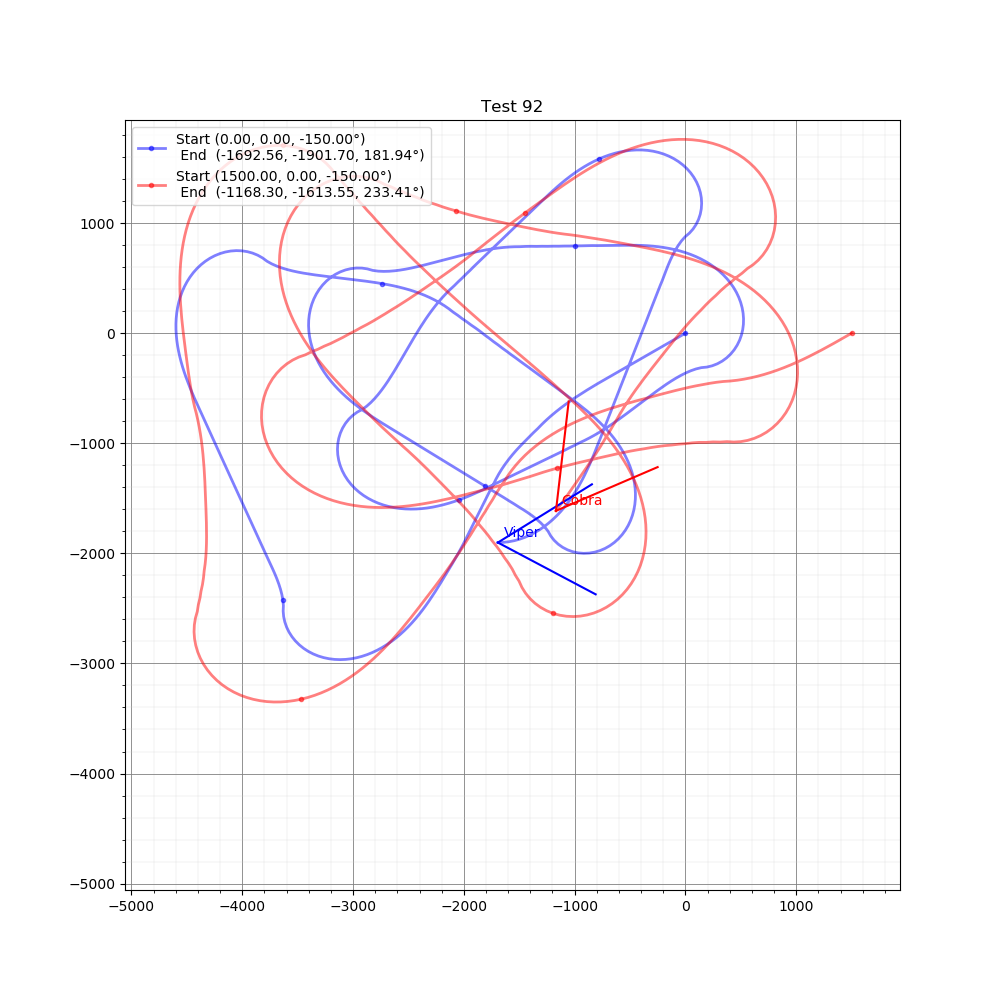 Test 92
Start (0.00, 0.00, -150.00°)
End (-1692.56, -1901.70, 181.94°)
Start (1500.00, 0.00, -150.00°)
End (-1168.30, -1613.55, 233.41°)
1000
0
−1000
−2000
−3000
−4000
−5000
Cobra
Viper
−5000 −4000 −3000 −2000 −1000 0 1000